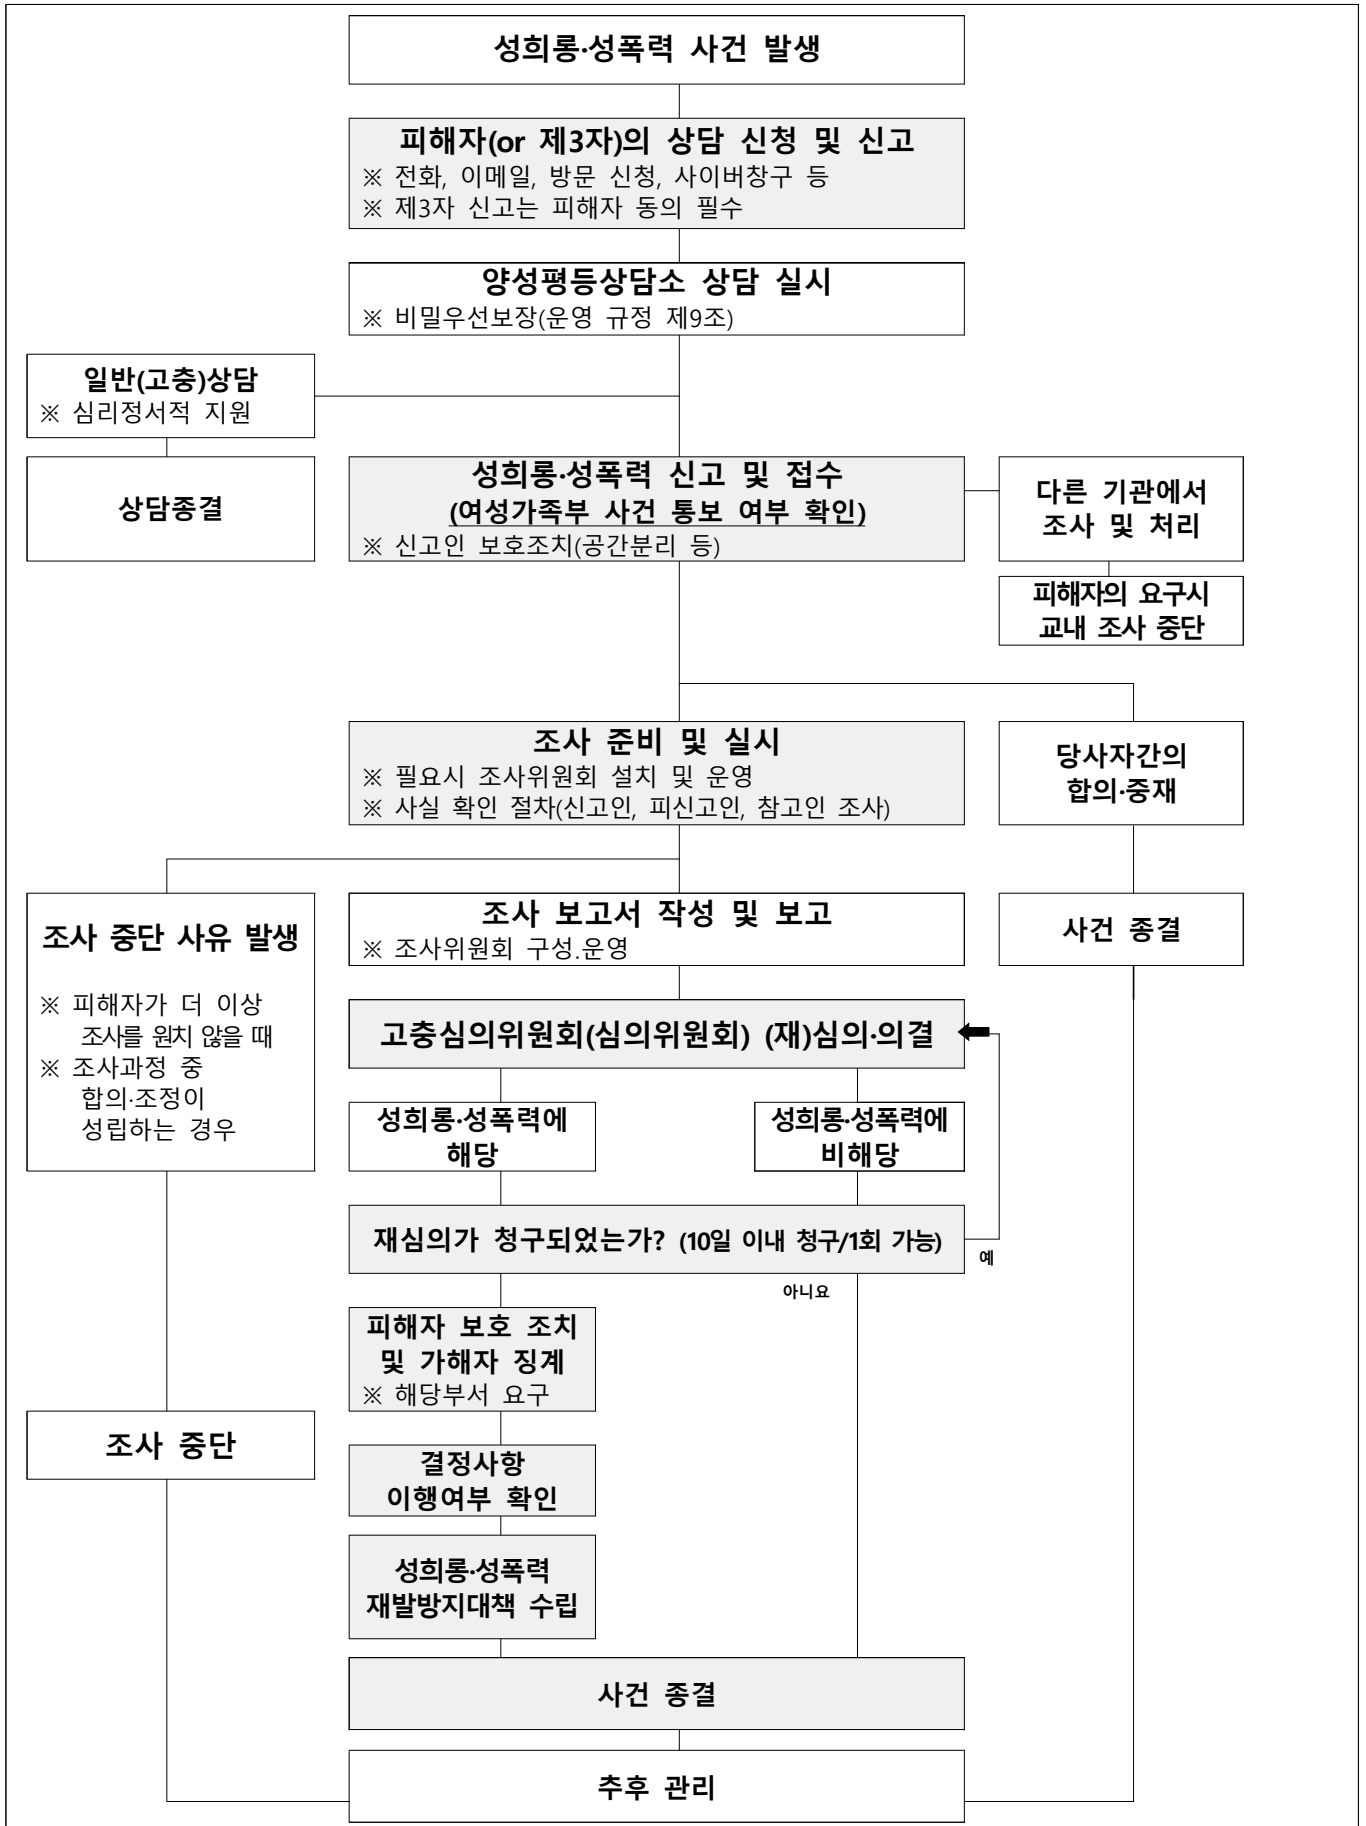 성희롱·성폭력 사건 발생
피해자(or 제3자)의 상담 신청 및 신고
※ 전화, 이메일, 방문 신청, 사이버창구 등
※ 제3자 신고는 피해자 동의 필수
양성평등상담소 상담 실시
※ 비밀우선보장(운영 규정 제9조)
일반(고충)상담
※ 심리정서적 지원
상담종결
성희롱·성폭력 신고 및 접수
(여성가족부 사건 통보 여부 확인)
※ 신고인 보호조치(공간분리 등)
다른 기관에서
조사 및 처리
피해자의 요구시
교내 조사 중단
조사 준비 및 실시
※ 필요시 조사위원회 설치 및 운영
※ 사실 확인 절차(신고인, 피신고인, 참고인 조사)
당사자간의
합의·중재
조사 중단 사유 발생
※ 피해자가 더 이상
조사를 원치 않을 때
※ 조사과정 중
합의·조정이
성립하는 경우
조사 보고서 작성 및 보고
※ 조사위원회 구성.운영
사건 종결
고충심의위원회(심의위원회) (재)심의·의결
성희롱·성폭력에
해당
성희롱·성폭력에
비해당
재심의가 청구되었는가? (10일 이내 청구/1회 가능)
예
아니요
피해자 보호 조치
및 가해자 징계
※ 해당부서 요구
조사 중단
결정사항
이행여부 확인
성희롱·성폭력
재발방지대책 수립
사건 종결
추후 관리